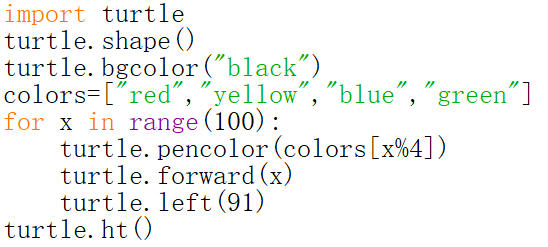 import turtle
turtle.shape()
turtle.bgcolor("black")
colors=["red","yellow","blue","green"]
for x in range(100):
    turtle.pencolor(colors[x%4])
    turtle.forward(x)
    turtle.left(91)
turtle.ht()